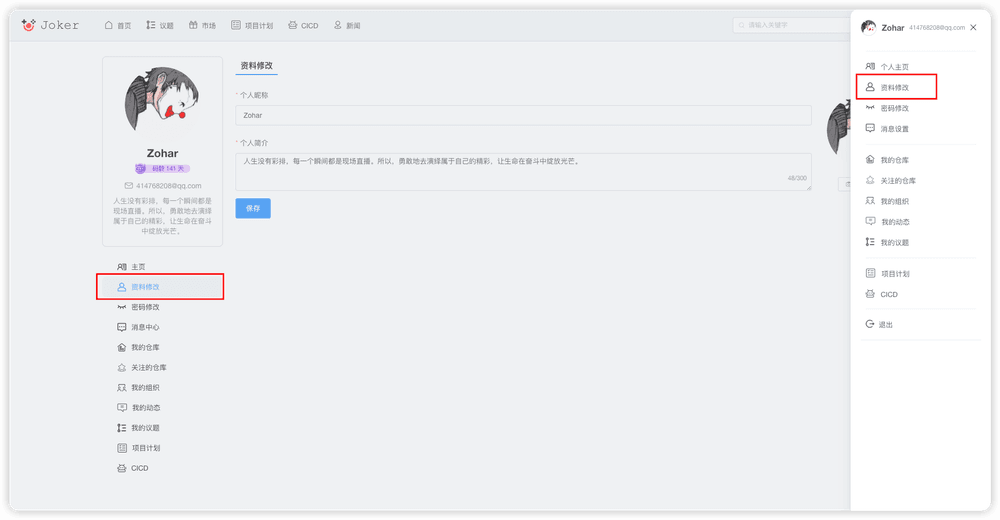 Joker
首页
议题
市场
项目计划
CICD
新闻
请输入关键字
Zohar
码龄 141 天
414768208@qq.com
人生没有彩排，每一个瞬间都是
现场直播。所以，勇敢地去演绎
属于自己的精彩，让生命在奋斗
中绽放光芒。
主页
资料修改
密码修改
消息中心
我的仓库
关注的仓库
我的组织
我的动态
我的议题
项目计划
CICD
资料修改
* 个人昵称
Zohar
* 个人简介
人生没有彩排，每一个瞬间都是现场直播。所以，勇敢地去演绎属于自己的精彩，让生命在奋斗中绽放光芒。
48/300
保存
Zohar 414768208@qq.com
个人主页
资料修改
密码修改
消息设置
我的仓库
关注的仓库
我的组织
我的动态
我的议题
项目计划
CICD
退出